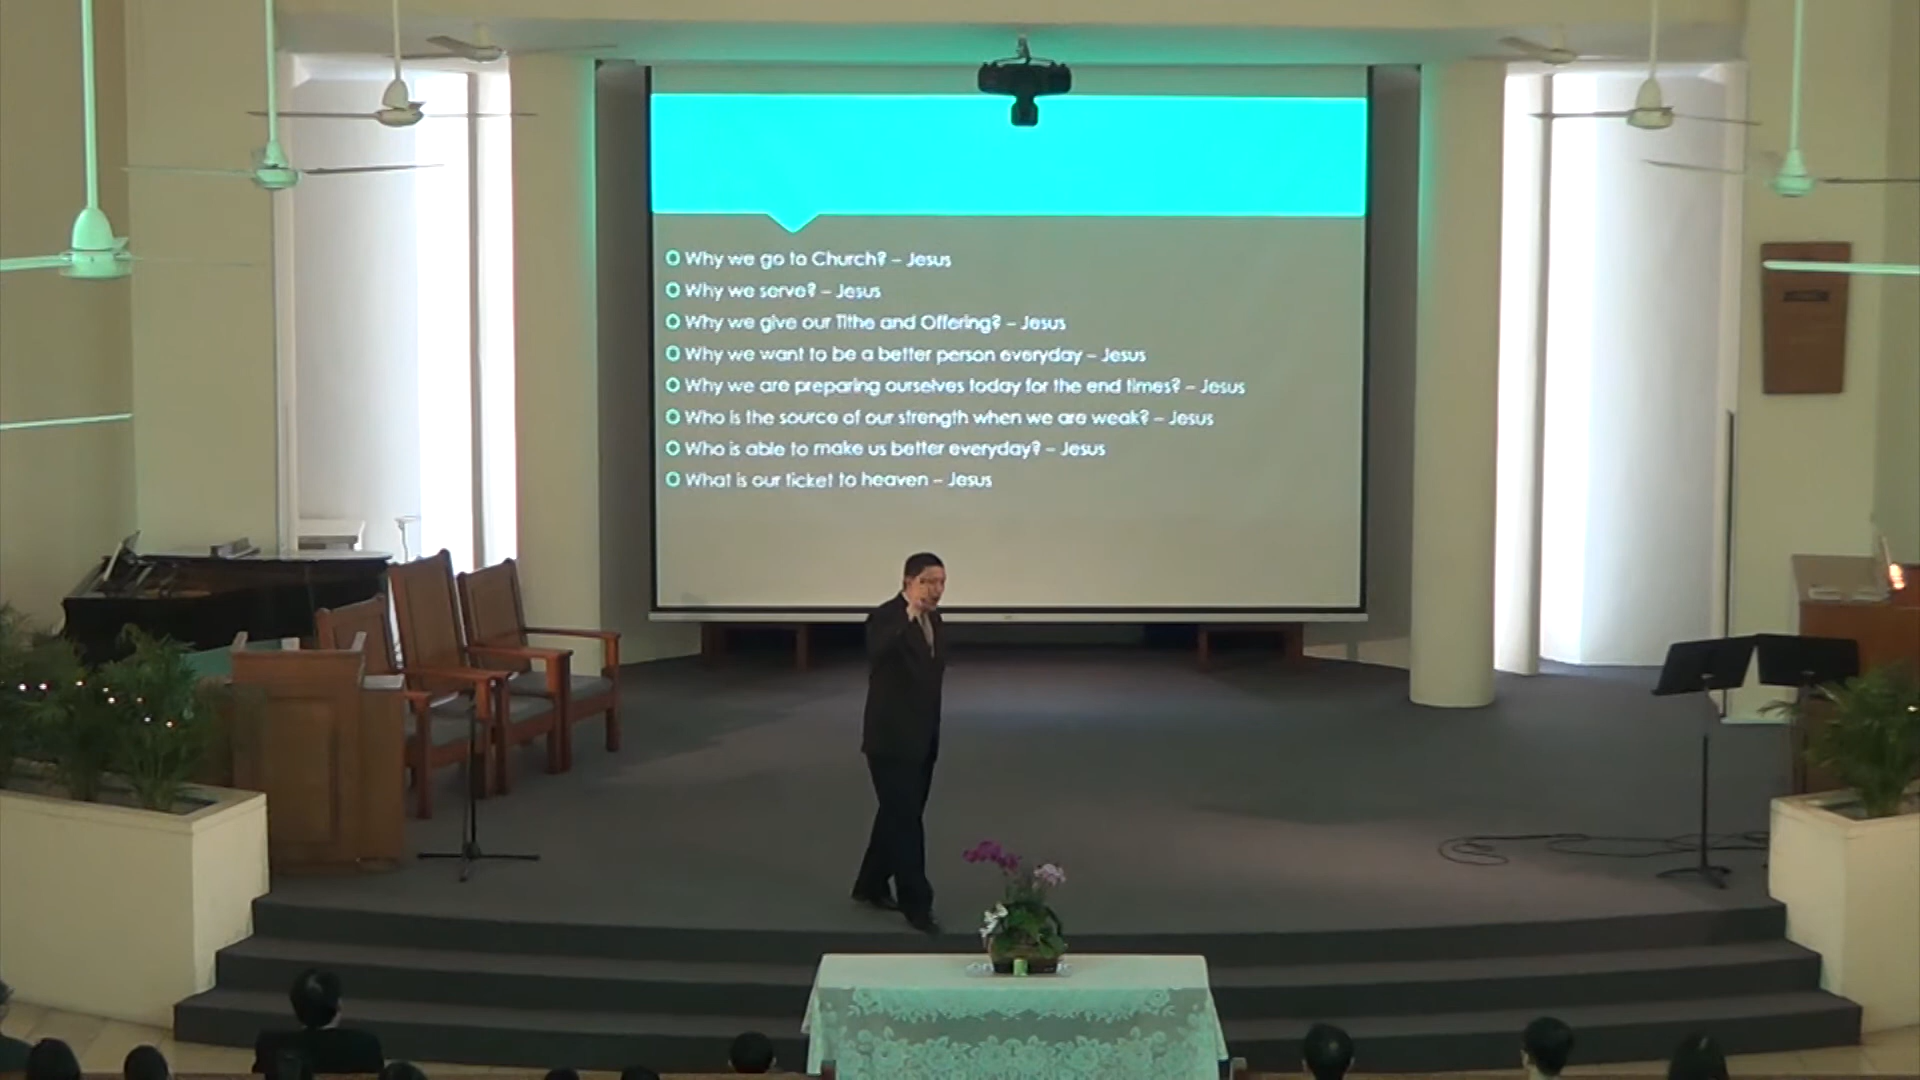 Why we go to Church? – Jesus
Why we serve? – Jesus
Why we give our Tithe and Offering? – Jesus
Why we want to be a better person everyday – Jesus
Why we are preparing ourselves today for the end times? – Jesus
Who is the source of our strength when we are weak? – Jesus
Who is able to make us better everyday? – Jesus
What is our ticket to heaven – Jesus